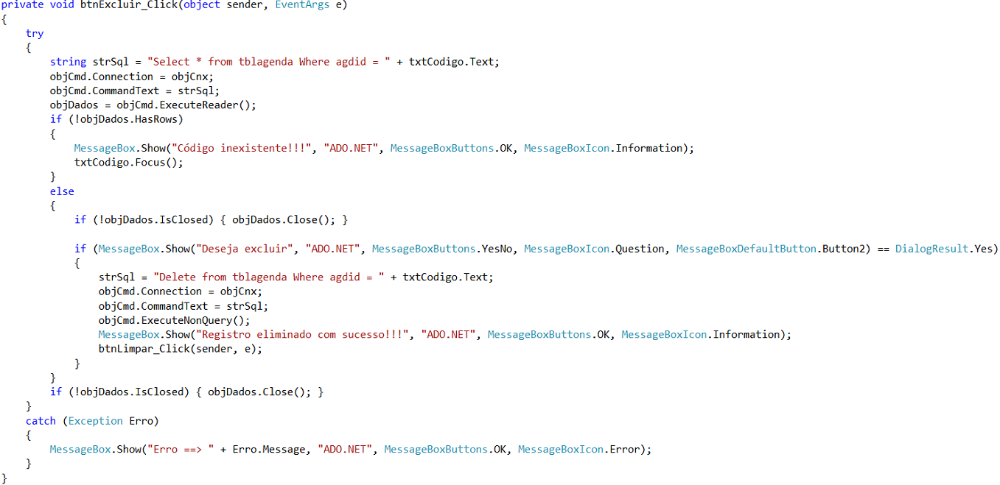 private void btnExcluir_Click(object sender, EventArgs e)
{
    try
    {
        string strSql = "Select * from tblagenda Where agdid = " + txtCodigo.Text;
        objCmd.Connection = objCnx;
        objCmd.CommandText = strSql;
        objDados = objCmd.ExecuteReader();
        if (!objDados.HasRows)
        {
            MessageBox.Show("Código inexistente!!!", "ADO.NET", MessageBoxButtons.OK, MessageBoxIcon.Information);
            txtCodigo.Focus();
        }
        else
        {
            if (!objDados.IsClosed) { objDados.Close(); }

            if (MessageBox.Show("Deseja excluir", "ADO.NET", MessageBoxButtons.YesNo, MessageBoxIcon.Question, MessageBoxDefaultButton.Button2) == DialogResult.Yes)
            {
                strSql = "Delete from tblagenda Where agdid = " + txtCodigo.Text;
                objCmd.Connection = objCnx;
                objCmd.CommandText = strSql;
                objCmd.ExecuteNonQuery();
                MessageBox.Show("Registro eliminado com sucesso!!!", "ADO.NET", MessageBoxButtons.OK, MessageBoxIcon.Information);
                btnLimpar_Click(sender, e);
            }
        }
        if (!objDados.IsClosed) { objDados.Close(); }
    }
    catch (Exception Erro)
    {
        MessageBox.Show("Erro ==> " + Erro.Message, "ADO.NET", MessageBoxButtons.OK, MessageBoxIcon.Error);
    }
}